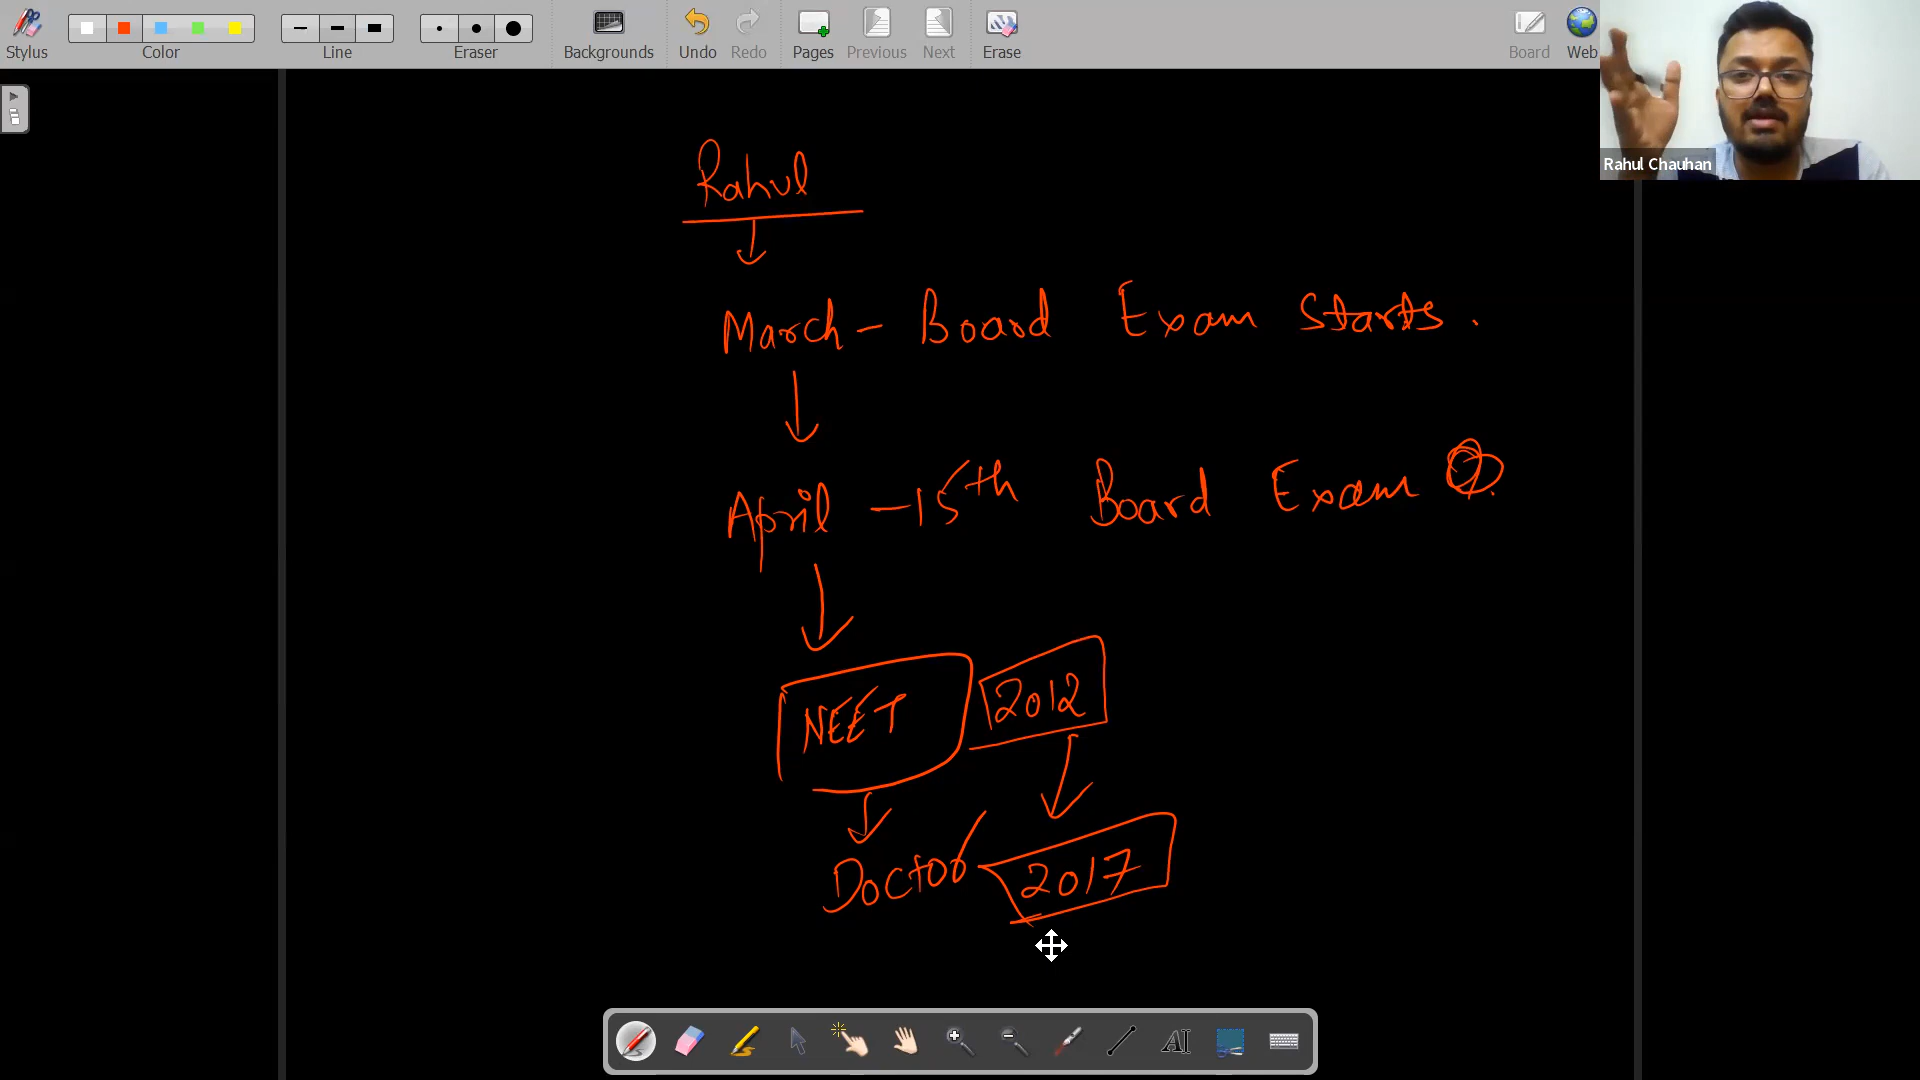 Stylus
Color
Line
Eraser
Backgrounds
Undo
Redo
Pages
Previous
Next
Erase
Board
Web
Rahul Chauhan
Rahul
March - Board Exam Starts.
April - 15th Board Exam
NEET 2012
Doctor 2017
AI